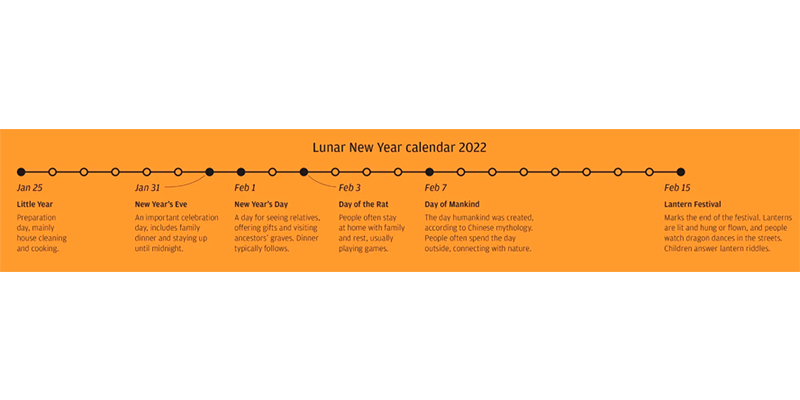 Lunar New Year calendar 2022
Jan 25
Little Year
Preparation
day, mainly
house cleaning
and cooking.
Jan 31
New Year's Eve
An important celebration
day, includes family
dinner and staying up
until midnight.
Feb 1
New Year's Day
A day for seeing relatives,
offering gifts and visiting
ancestors' graves. Dinner
typically follows.
Feb 3
Day of the Rat
People often stay
at home with family
and rest, usually
playing games.
Feb 7
Day of Mankind
The day humankind was created,
according to Chinese mythology.
People often spend the day
outside, connecting with nature.
Feb 15
Lantern Festival
Marks the end of the festival. Lanterns
are lit and hung or flown, and people
watch dragon dances in the streets.
Children answer lantern riddles.